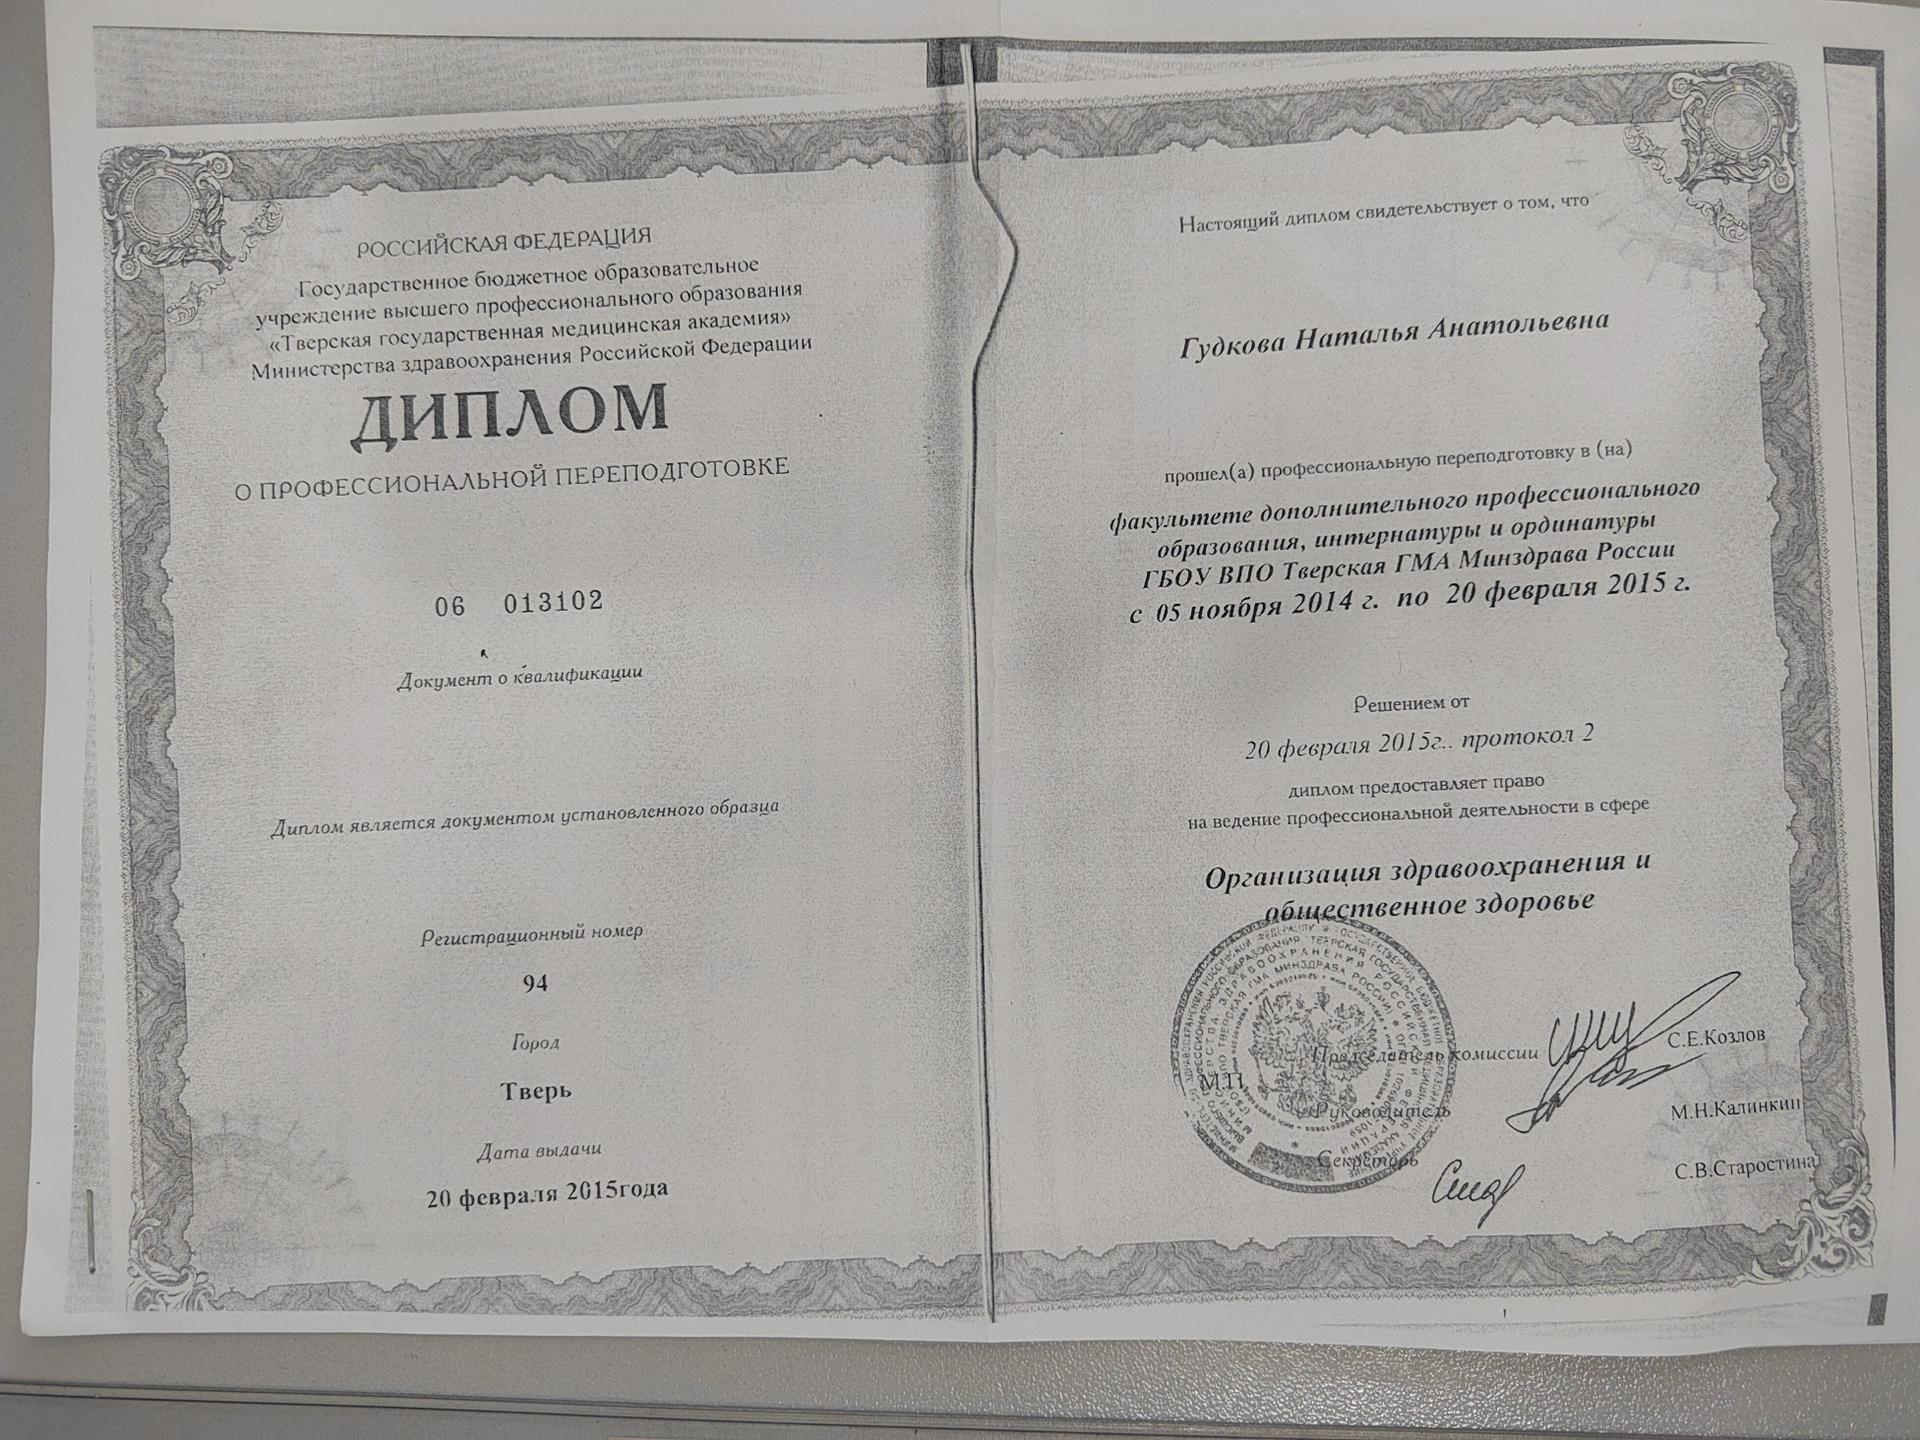 РОССИЙСКАЯ ФЕДЕРАЦИЯ
Государственное бюджетное образовательное
учреждение высшего профессионального образования
«Тверская государственная медицинская академия»
Министерства здравоохранения Российской Федерации
ДИПЛОМ
О ПРОФЕССИОНАЛЬНОЙ ПЕРЕПОДГОТОВКЕ
06 013102
Документ о квалификации
Диплом является документом установленного образца
Регистрационный номер
94
Город
Тверь
Дата выдачи
20 февраля 2015года
Настоящий диплом свидетельствует о том, что
Гудкова Наталья Анатольевна
прошел(а) профессиональную переподготовку в (на)
факультете дополнительного профессионального
образования, интернатуры и ординатуры
ГБОУ ВПО Тверская ГМА Минздрава России
с 05 ноября 2014 г. по 20 февраля 2015 г.
Решением от
20 февраля 2015г.. протокол 2
диплом предоставляет право
на ведение профессиональной деятельности в сфере
Организация здравоохранения и
общественное здоровье
Председатель комиссии С.Е.Козлов
М.П.
Руководитель М.Н.Калинкин
Секретарь С.В.Старостина